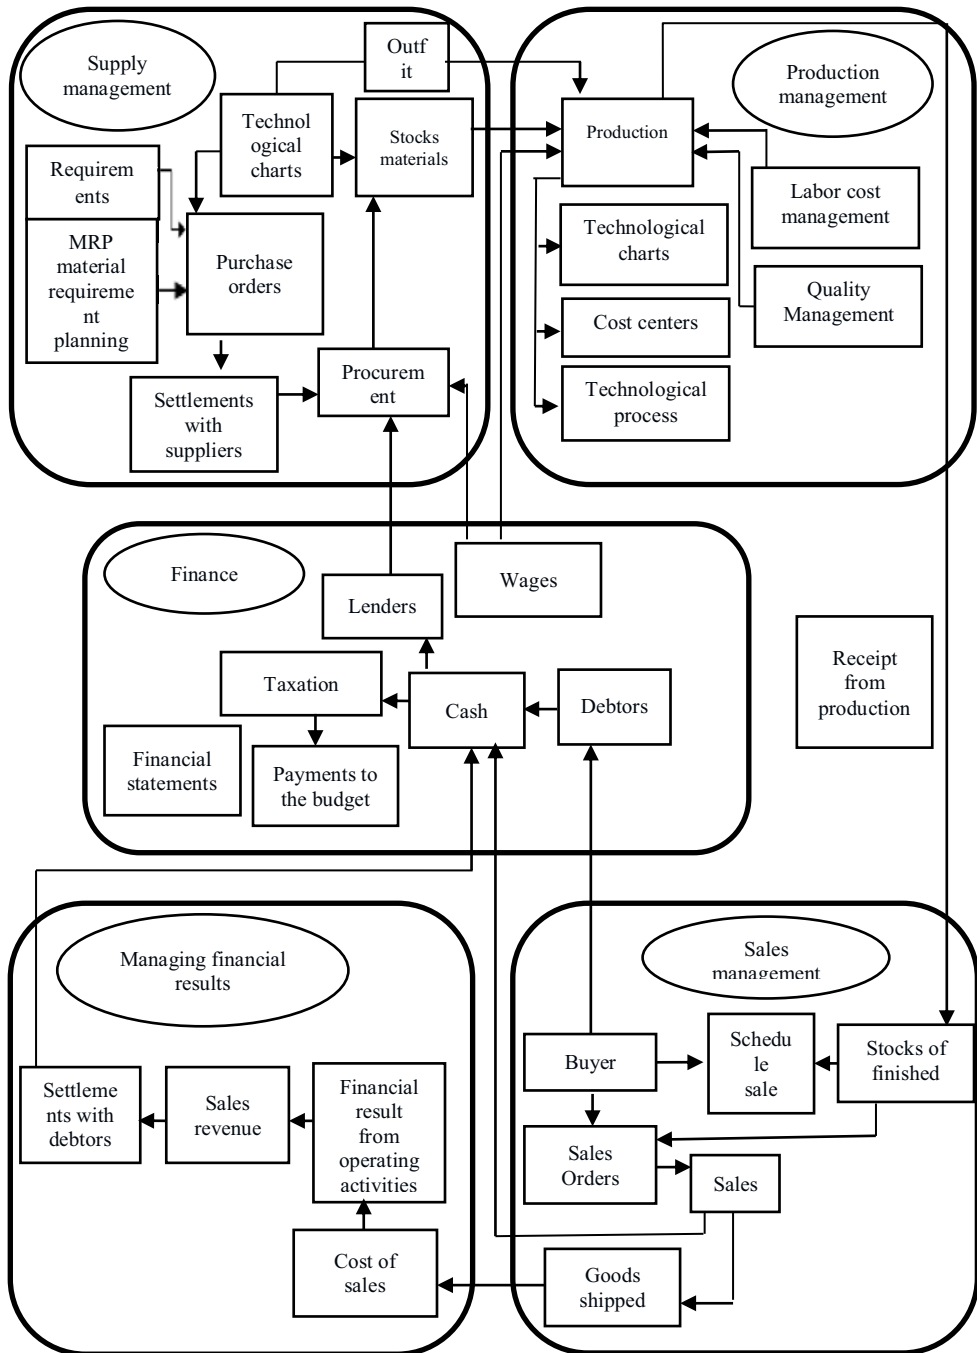 Supply
management
Outf
it
Technol
ogical
charts
Stocks
materials
Requirem
ents
MRP
material
requireme
nt
planning
Purchase
orders
Procurem
ent
Settlements
with
suppliers
Production
management
Production
Labor cost
management
Technological
charts
Quality
Management
Cost centers
Technological
process
Finance
Wages
Lenders
Taxation
Cash
Debtors
Financial
statements
Payments to
the budget
Receipt
from
production
Managing financial
results
Settleme
nts with
debtors
Sales
revenue
Financial
result
from
operating
activities
Cost of
sales
Sales
management
Buyer
Schedu
le
sale
Stocks of
finished
Sales
Orders
Sales
Goods
shipped